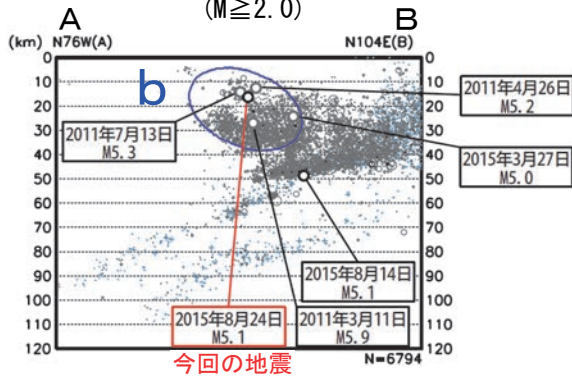 (M≧2.0)
A B
(km) N76W(A) N104E(B)
0 0
10 10
20 20
30 30
40 40
50 50
60 60
70 70
80 80
90 90
100 100
110 110
120 120
b
2011年4月26日
M5.2
2011年7月13日
M5.3
2015年3月27日
M5.0
2015年8月14日
M5.1
2015年8月24日
M5.1
2011年3月11日
M5.9
N=6794
今回の地震